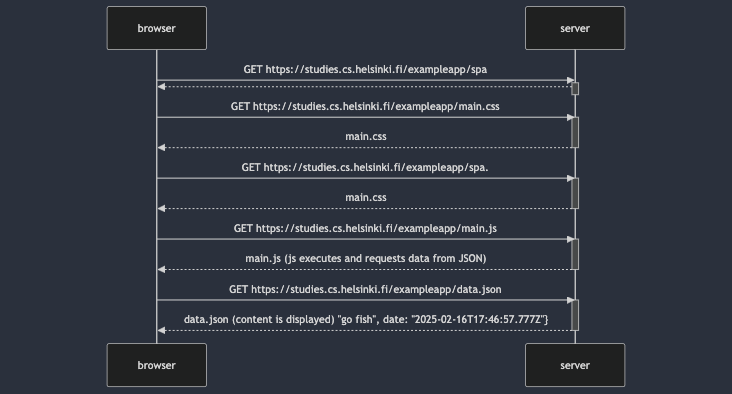 browser
server
GET https://studies.cs.helsinki.fi/exampleapp/spa
GET https://studies.cs.helsinki.fi/exampleapp/main.css
main.css
GET https://studies.cs.helsinki.fi/exampleapp/spa.
main.css
GET https://studies.cs.helsinki.fi/exampleapp/main.js
main.js (js executes and requests data from JSON)
GET https://studies.cs.helsinki.fi/exampleapp/data.json
data.json (content is displayed) "go fish", date: "2025-02-16T17:46:57.777Z"}
browser
server